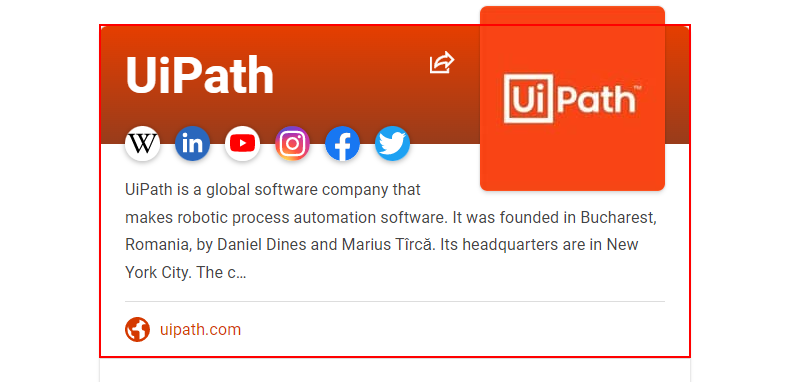 UiPath
UiPath™
W
in
f
UiPath is a global software company that
makes robotic process automation software. It was founded in Bucharest,
Romania, by Daniel Dines and Marius Tîrcă. Its headquarters are in New
York City. The c...
uipath.com